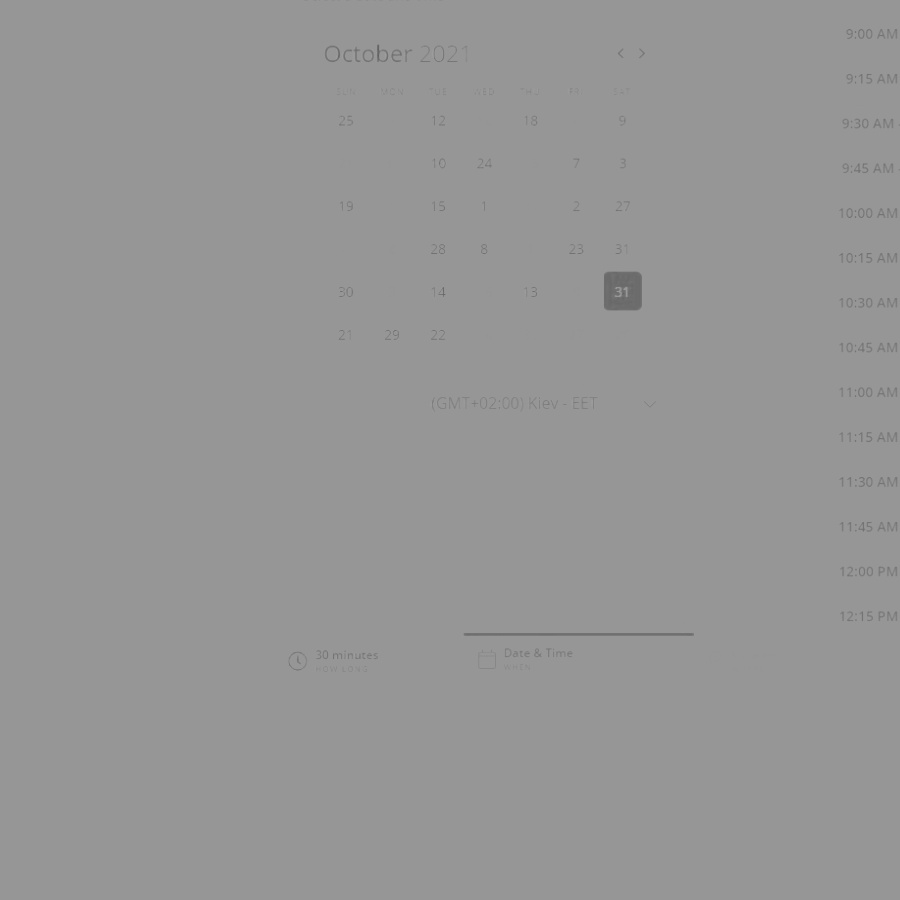 October 2021
SUN MON TUE WED THU FRI SAT
25 12 18 9
10 24 7 3
19 15 1 2 27
28 8 23 31
30 14 13 31
21 29 22
(GMT+02:00) Kiev - EET
30 minutes
HOW LONG
Date & Time
WHEN
9:00 AM
9:15 AM
9:30 AM
9:45 AM
10:00 AM
10:15 AM
10:30 AM
10:45 AM
11:00 AM
11:15 AM
11:30 AM
11:45 AM
12:00 PM
12:15 PM